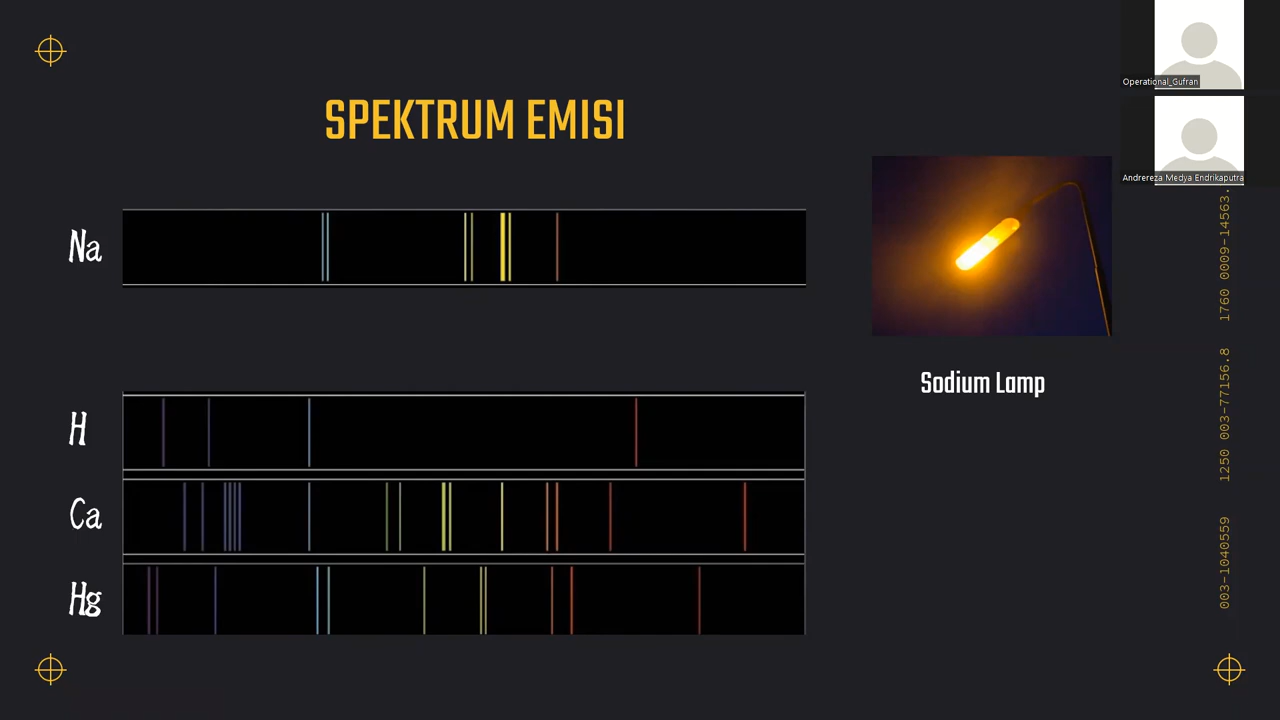 SPEKTRUM EMISI
Na
H
Ca
Hg
Sodium Lamp
Operational_Gufran
Andrereza Medya Endrikaputra
003-1040559 1250 003-77156.8 1760 0009-14563.